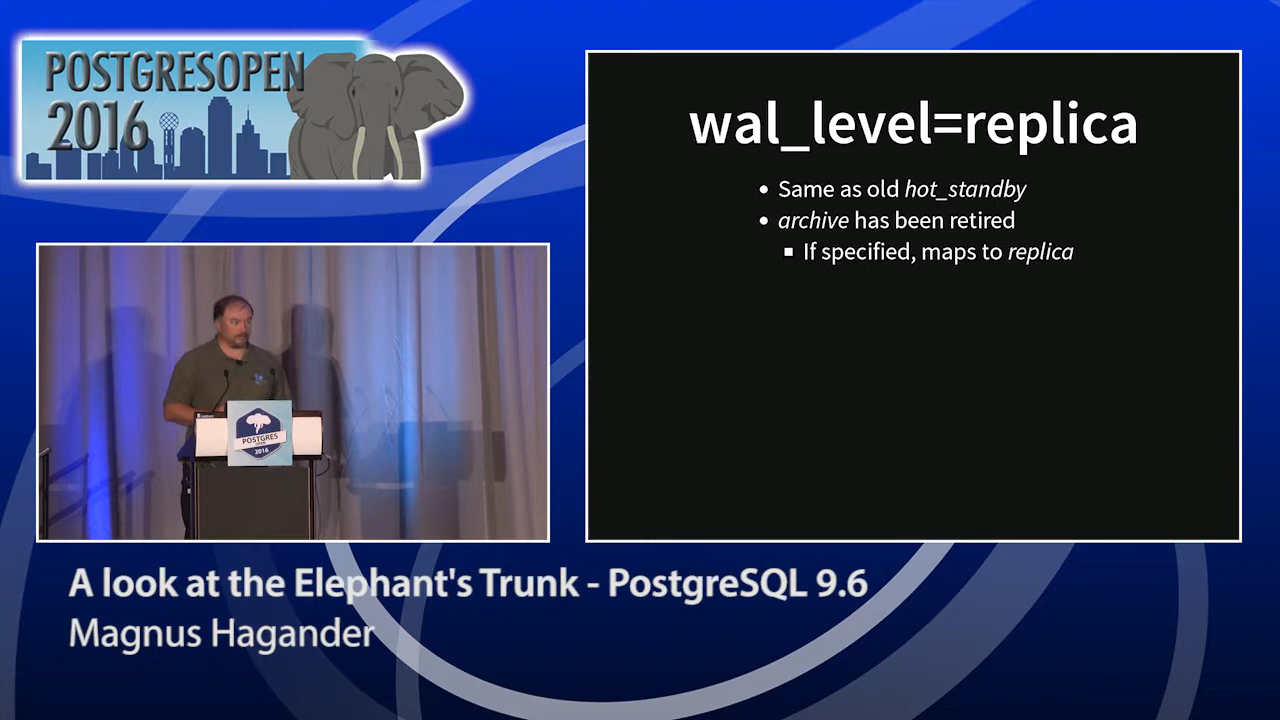 POSTGRESOPEN
2016
wal_level=replica
• Same as old hot_standby
• archive has been retired
▪ If specified, maps to replica
POSTGRES
OPEN
2016
A look at the Elephant's Trunk - PostgreSQL 9.6
Magnus Hagander